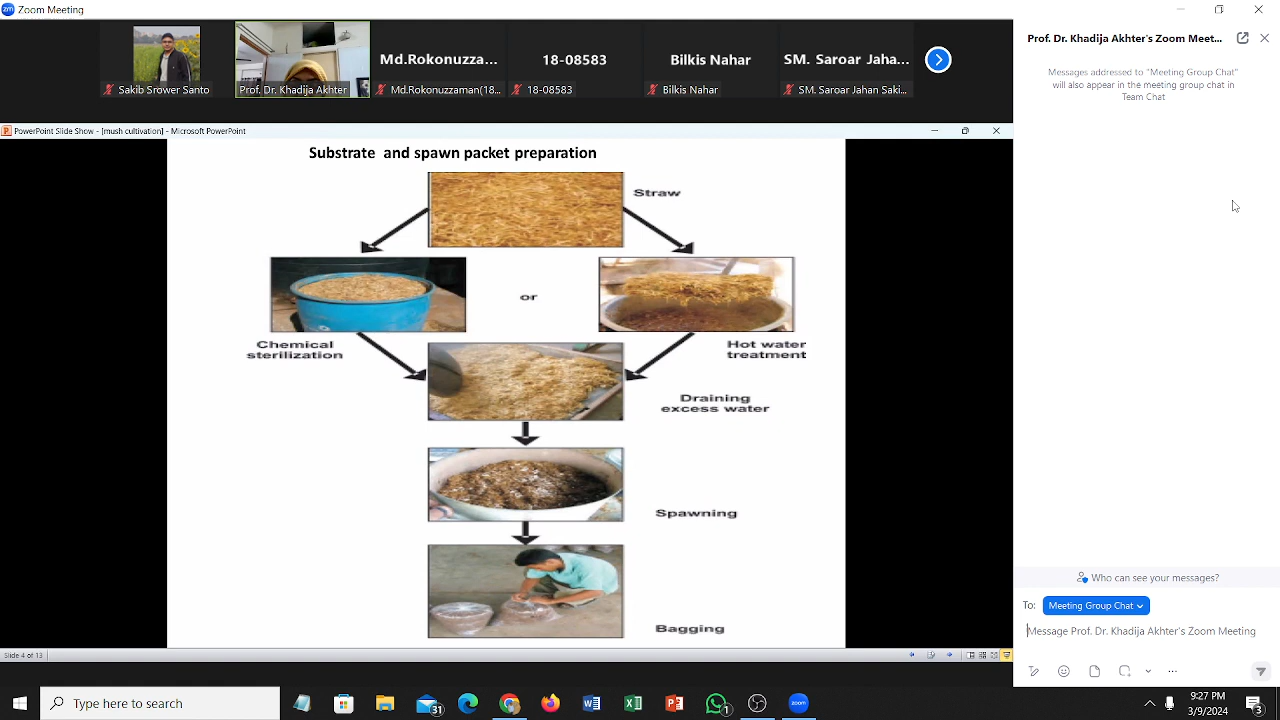 Zoom Meeting
Md.Rokonuzza...
18-08583
Bilkis Nahar
SM. Saroar Jaha...
Sakib Srower Santo
Prof. Dr. Khadija Akhter
Md.Rokonuzzaman(18...
18-08583
Bilkis Nahar
SM. Saroar Jahan Saki...
PowerPoint Slide Show - [mush cultivation] - Microsoft PowerPoint
Substrate and spawn packet preparation
Straw
or
Chemical
sterilization
Hot water
treatment
Draining
excess water
Spawning
Bagging
Slide 4 of 13
Prof. Dr. Khadija Akhter's Zoom Meet...
Messages addressed to "Meeting Group Chat"
will also appear in the meeting group chat in
Team Chat
Who can see your messages?
To:
Meeting Group Chat
Message Prof. Dr. Khadija Akhter's Zoom Meeting
Type here to search
31
1
zoom
9:27 PM
3/9/2024
3